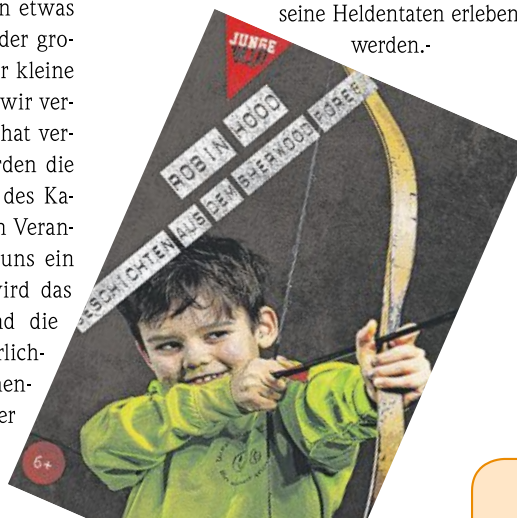 n etwas
der gro-
r kleine
wir ver-
hat ver-
rden die
des Ka-
n Veran-
uns ein
vird das
nd die
rlich-
nen-
er
seine Heldentaten erleben
werden.-
JUNGE
ROBIN HOOD
GESCHICHTEN AUS DEM SHERWOOD FOREST
6+